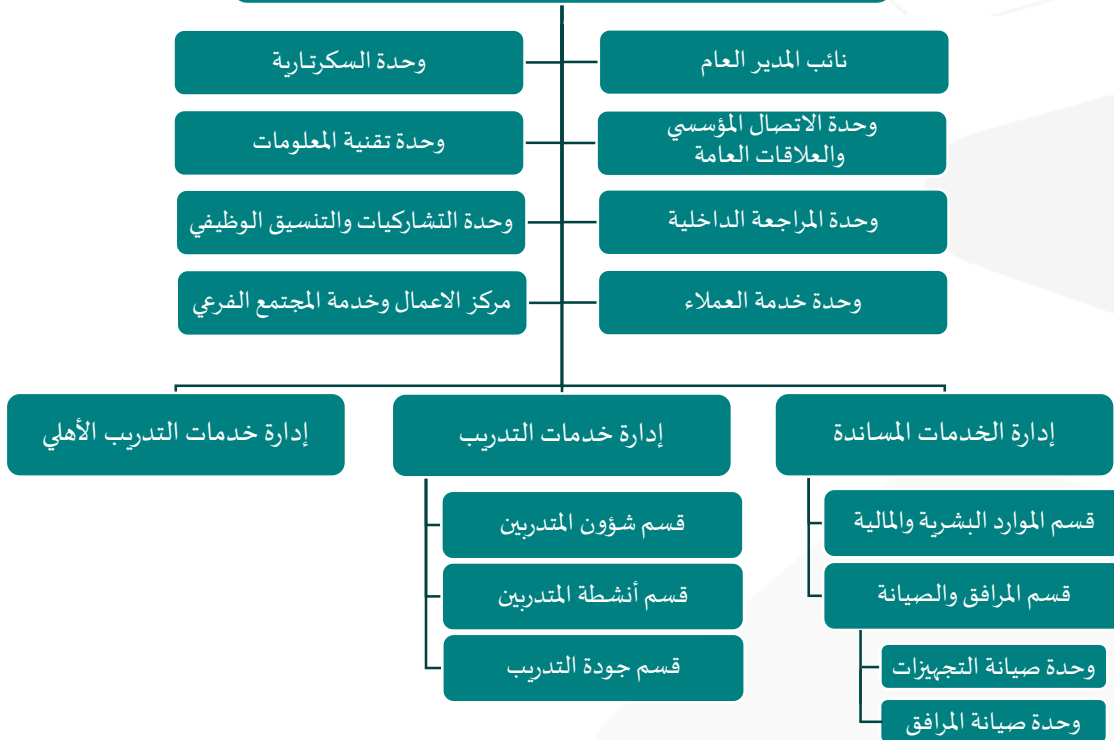 نائب المدير العام
وحدة السكرتارية
وحدة الاتصال المؤسسي
والعلاقات العامة
وحدة تقنية المعلومات
وحدة المراجعة الداخلية
وحدة التشاركيات والتنسيق الوظيفي
وحدة خدمة العملاء
مركز الاعمال وخدمة المجتمع الفرعي
إدارة الخدمات المساندة
إدارة خدمات التدريب
إدارة خدمات التدريب الأهلي
قسم الموارد البشرية والمالية
قسم شؤون المتدربين
قسم المرافق والصيانة
قسم أنشطة المتدربين
وحدة صيانة التجهيزات
قسم جودة التدريب
وحدة صيانة المرافق